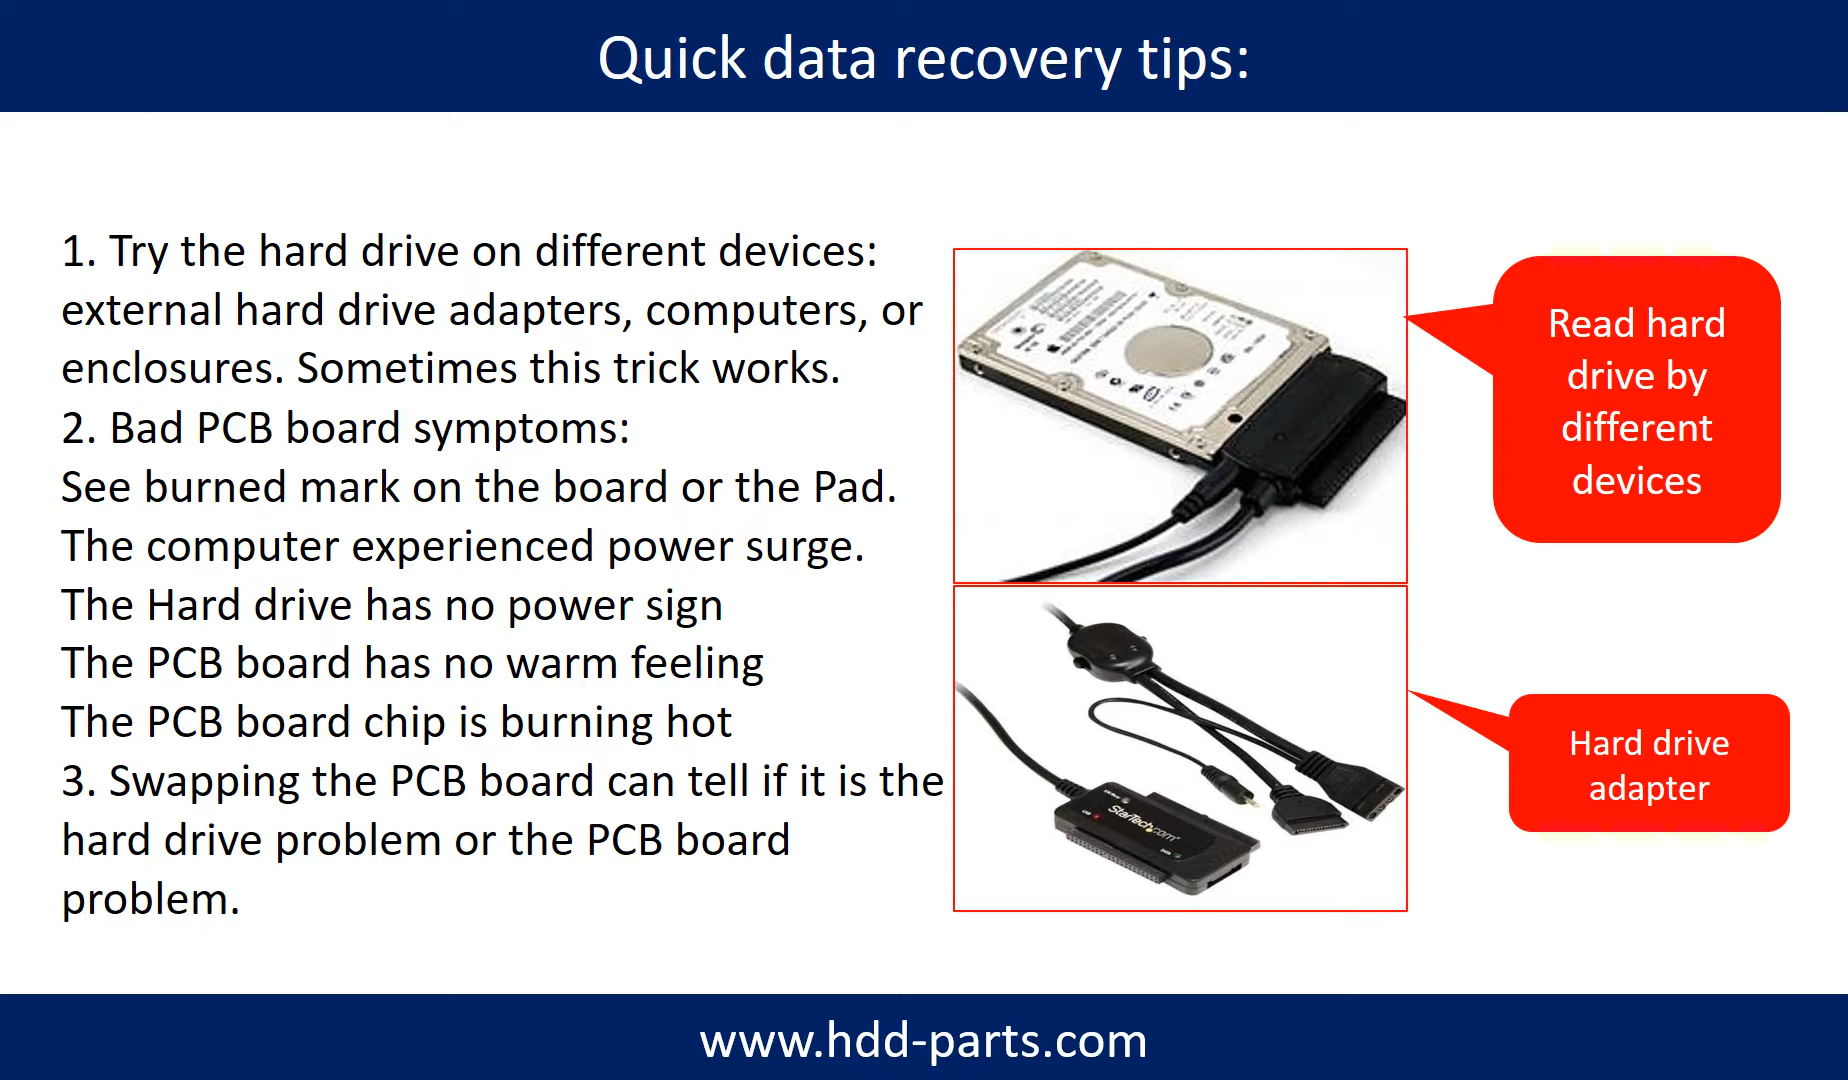 Quick data recovery tips:
1. Try the hard drive on different devices:
external hard drive adapters, computers, or
enclosures. Sometimes this trick works.
2. Bad PCB board symptoms:
See burned mark on the board or the Pad.
The computer experienced power surge.
The Hard drive has no power sign
The PCB board has no warm feeling
The PCB board chip is burning hot
3. Swapping the PCB board can tell if it is the
hard drive problem or the PCB board
problem.
Read hard
drive by
different
devices
StarTech.com
Hard drive
adapter
www.hdd-parts.com